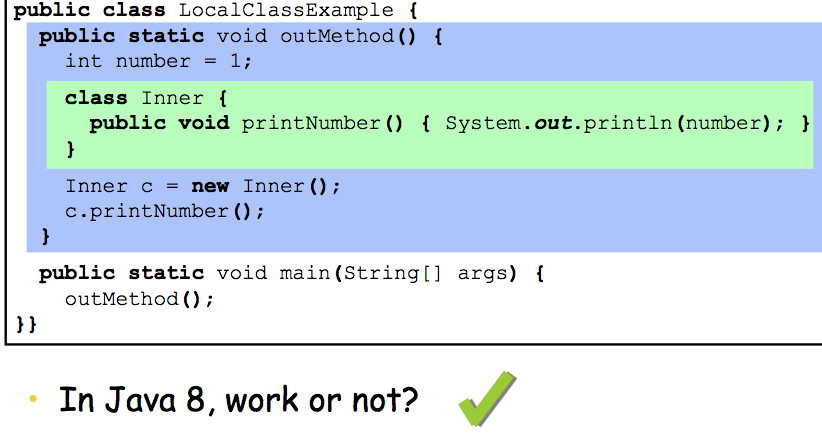 public class LocalClassExample {
public static void outMethod() {
int number = 1;
class Inner {
public void printNumber() { System.out.println(number); }
}
Inner c = new Inner();
c.printNumber();
}
public static void main(String[] args) {
outMethod();
}}
• In Java 8, work or not?